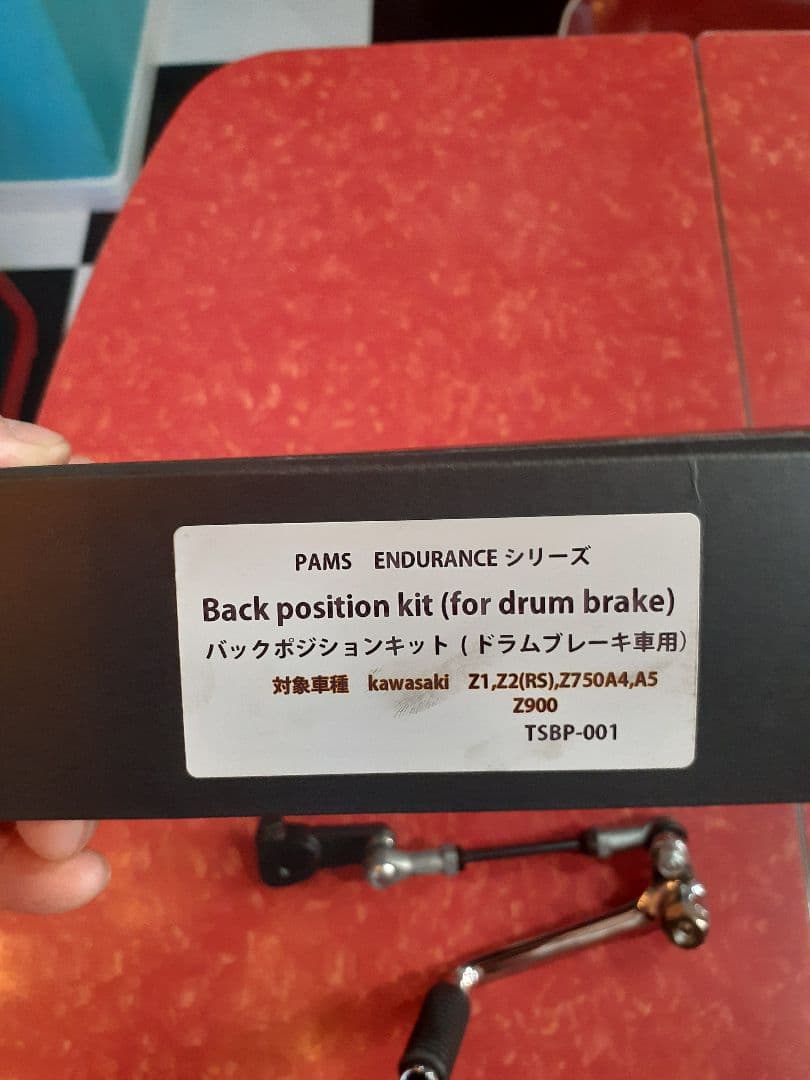 PAMS ENDURANCE シリーズ
Back position kit (for drum brake)
バックポジションキット (ドラムブレーキ車用)
対象車種 kawasaki Z1,Z2(RS),Z750A4,A5
Z900
TSBP-001